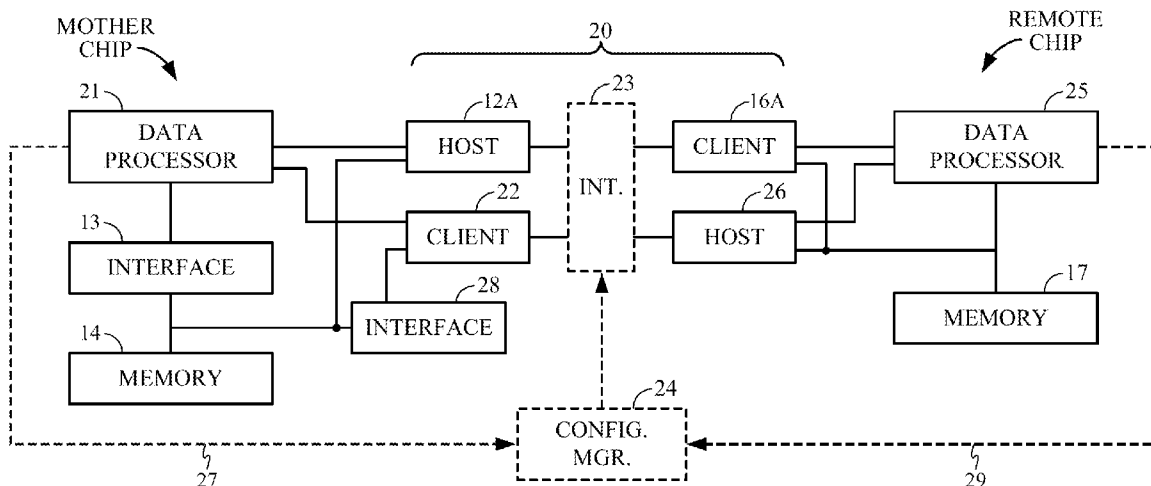 MOTHER
CHIP
20
REMOTE
CHIP
21
DATA
PROCESSOR
12A
HOST
23
INT.
16A
CLIENT
25
DATA
PROCESSOR
13
INTERFACE
22
CLIENT
26
HOST
14
MEMORY
28
INTERFACE
17
MEMORY
24
CONFIG.
MGR.
27
29